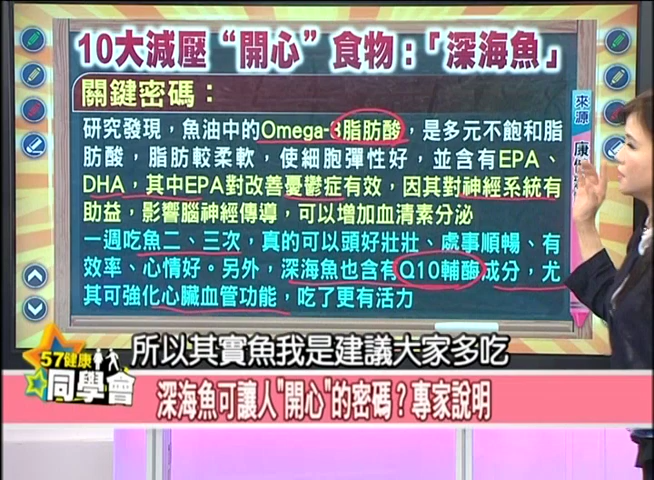 10大減壓“開心”食物:「深海魚」
關鍵密碼:
研究發現,魚油中的Omega-3脂肪酸,是多元不飽和脂
肪酸,脂肪較柔軟,使細胞彈性好,並含有EPA、
DHA,其中EPA對改善憂鬱症有效,因其對神經系統有
助益,影響腦神經傳導,可以增加血清素分泌
一週吃魚二、三次,真的可以頭好壯壯、處事順暢、有
效率、心情好。另外,深海魚也含有Q10輔酶成分,尤
其可強化心臟血管功能,吃了更有活力
來源
康
所以其實魚我是建議大家多吃
57健康
同學會
深海魚可讓人"開心"的密碼?專家說明